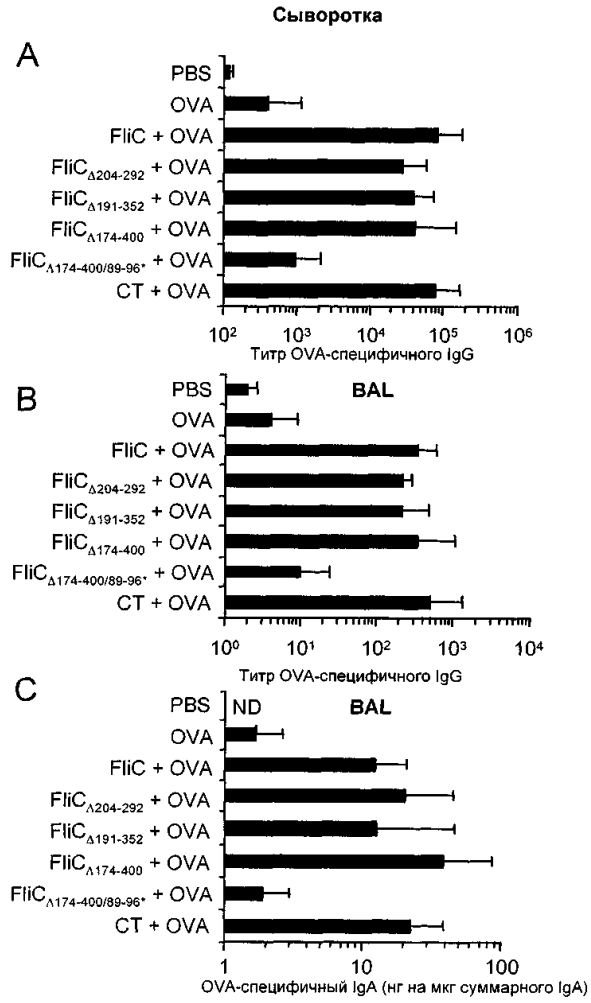 Сыворотка
A
PBS
OVA
FliC + OVA
FliCΔ204-292 + OVA
FliCΔ191-352 + OVA
FliCΔ174-400 + OVA
FliCΔ174-400/89-96* + OVA
CT + OVA
10² 10³ 10⁴ 10⁵ 10⁶
Титр OVA-специфичного IgG
B
BAL
PBS
OVA
FliC + OVA
FliCΔ204-292 + OVA
FliCΔ191-352 + OVA
FliCΔ174-400 + OVA
FliCΔ174-400/89-96* + OVA
CT + OVA
10⁰ 10¹ 10² 10³ 10⁴
Титр OVA-специфичного IgG
C
PBS ND BAL
OVA
FliC + OVA
FliCΔ204-292 + OVA
FliCΔ191-352 + OVA
FliCΔ174-400 + OVA
FliCΔ174-400/89-96* + OVA
CT + OVA
1 10 100
OVA-специфичный IgA (нг на мкг суммарного IgA)